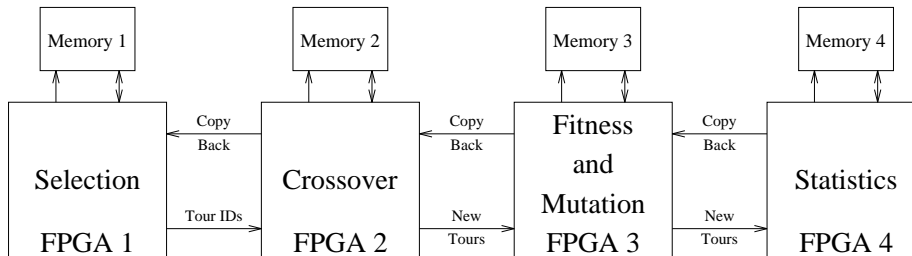 Memory 1
Memory 2
Memory 3
Memory 4
Selection
FPGA 1
Copy
Back
Tour IDs
Crossover
FPGA 2
Copy
Back
New
Tours
Fitness
and
Mutation
FPGA 3
Copy
Back
New
Tours
Statistics
FPGA 4